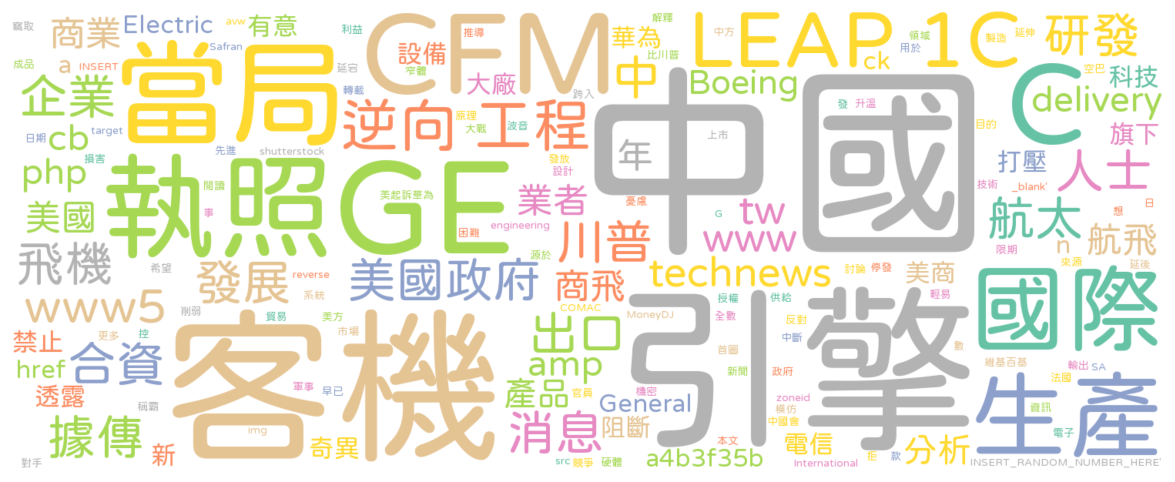 竊取
商業
Electric
有意
CFM
設備
華為
解釋
中方
LEAP
1C
領域
製造
延伸
研發
avw
利益
推導
Safran
延宕
成品
a
INSERT
窄體
比川普
用於
ck
空巴
科技
企業
當局
轉載
大廠
跨入
中
Boeing
C
delivery
cb
日期
target
先進
shutterstock
逆向
工程
原理
大戰
波音
發
升溫
目的
旗下
上市
年
中國
損害
發放
設計
打壓
人士
php
執照
GE
閱讀
美起訴華為
業者
憂慮
技術
_blank'
美國
事
困難
engineering
G
tw
www
航太
想
日
限期
n
航飛
飛機
希望
源於
川普
發展
reverse
系統
美國政府
商飛
technews
討論
停發
美商
來源
延後
www5
削弱
貿易
美方
COMAC
MoneyDJ
授權
供給
輕易
國際
禁止
更多
控
市場
出口
全數
反對
中斷
引擎
數
href
合資
客機
amp
首國
新聞
政府
維基百基
輸出
SA
透露
稱霸
軍事
早已
產品
官員
機密
General
zoneid
模仿
中國會
法國
生產
據傳
img
消息
阻斷
資訊
電子
對手
新
奇異
src
競爭
硬體
a4b3f35b
本文
電信
International
拒
款
分析
INSERT_RANDOM_NUMBER_HERE'